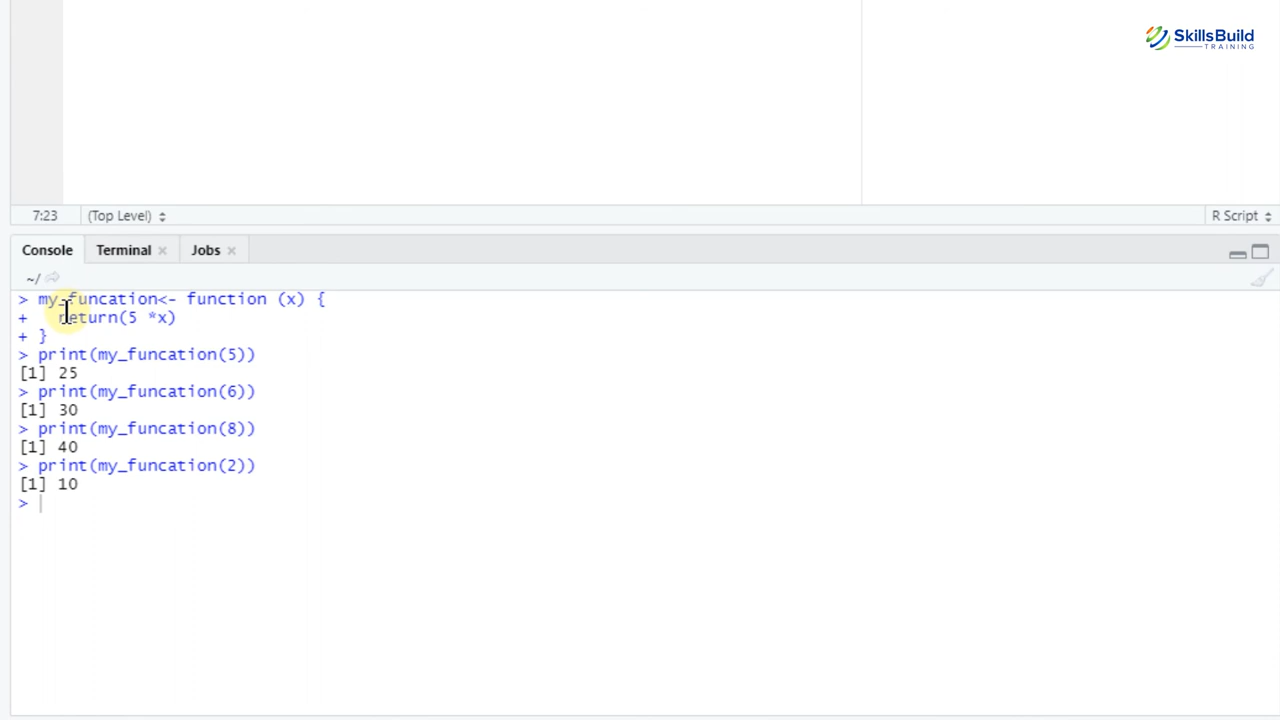 SkillsBuild
TRAINING
7:23 (Top Level) R Script
Console Terminal Jobs
~/
> my_funcation<- function (x) {
+   return(5 *x)
+ }
> print(my_funcation(5))
[1] 25
> print(my_funcation(6))
[1] 30
> print(my_funcation(8))
[1] 40
> print(my_funcation(2))
[1] 10
>